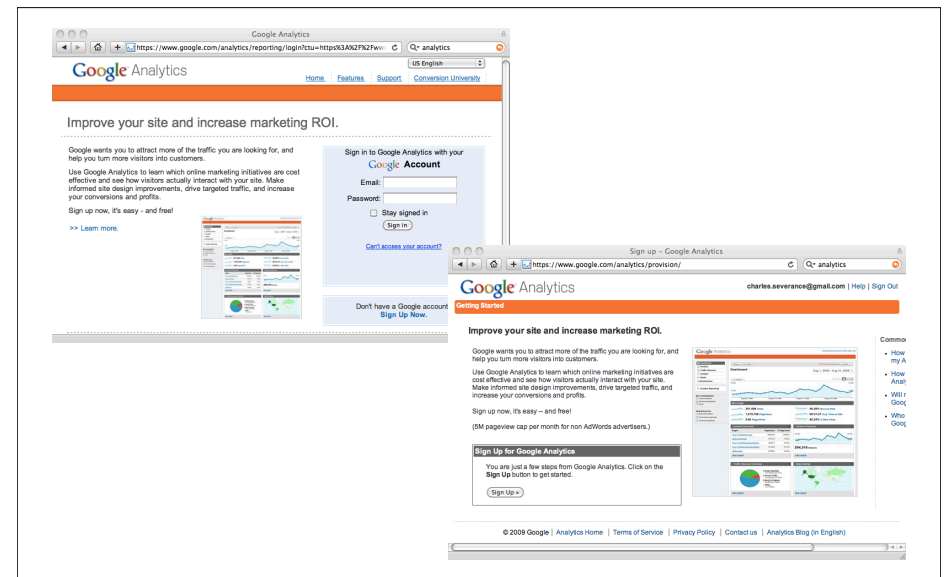 Google Analytics
https://www.google.com/analytics/reporting/login?ctu=https%3A%2F%2Fww
analytics
Google Analytics
US English
Home Features Support Conversion University
Improve your site and increase marketing ROI.
Google wants you to attract more of the traffic you are looking for, and
help you turn more visitors into customers.
Use Google Analytics to learn which online marketing initiatives are cost
effective and see how visitors actually interact with your site. Make
informed site design improvements, drive targeted traffic, and increase
your conversions and profits.
Sign up now, it's easy - and free!
>> Learn more.
Sign in to Google Analytics with your
Google Account
Email:
Password:
Stay signed in
Sign in
Can't access your account?
Don't have a Google account
Sign Up Now.
Sign up – Google Analytics
https://www.google.com/analytics/provision/
analytics
Google Analytics
charles.severance@gmail.com | Help | Sign Out
Getting Started
Improve your site and increase marketing ROI.
Google wants you to attract more of the traffic you are looking for, and
help you turn more visitors into customers.
Use Google Analytics to learn which online marketing initiatives are
cost effective and see how visitors actually interact with your site.
Make informed site design improvements, drive targeted traffic, and
increase your conversions and profits.
Sign up now, it's easy – and free!
(5M pageview cap per month for non AdWords advertisers.)
Sign Up for Google Analytics
You are just a few steps from Google Analytics. Click on the
Sign Up button to get started.
Sign Up »
Google Analytics
Dashboard
Commo
How
my A
How
Analy
Will
Goog
Who
Goog
© 2009 Google | Analytics Home | Terms of Service | Privacy Policy | Contact us | Analytics Blog (in English)